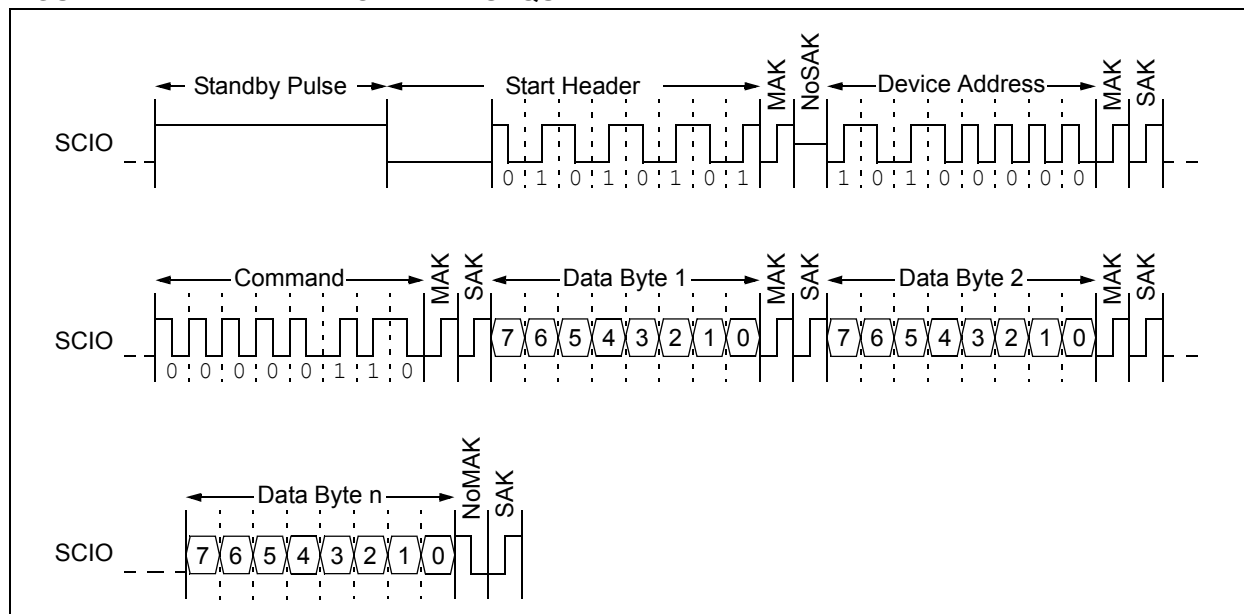 Standby Pulse Start Header MAK NoSAK Device Address MAK SAK
SCIO
0 1 0 1 0 1 0 1 1 0 1 0 0 0 0 0
Command MAK SAK Data Byte 1 MAK SAK Data Byte 2 MAK SAK
SCIO 7 6 5 4 3 2 1 0 7 6 5 4 3 2 1 0
0 0 0 0 0 1 1 0
Data Byte n NoMAK SAK
SCIO 7 6 5 4 3 2 1 0